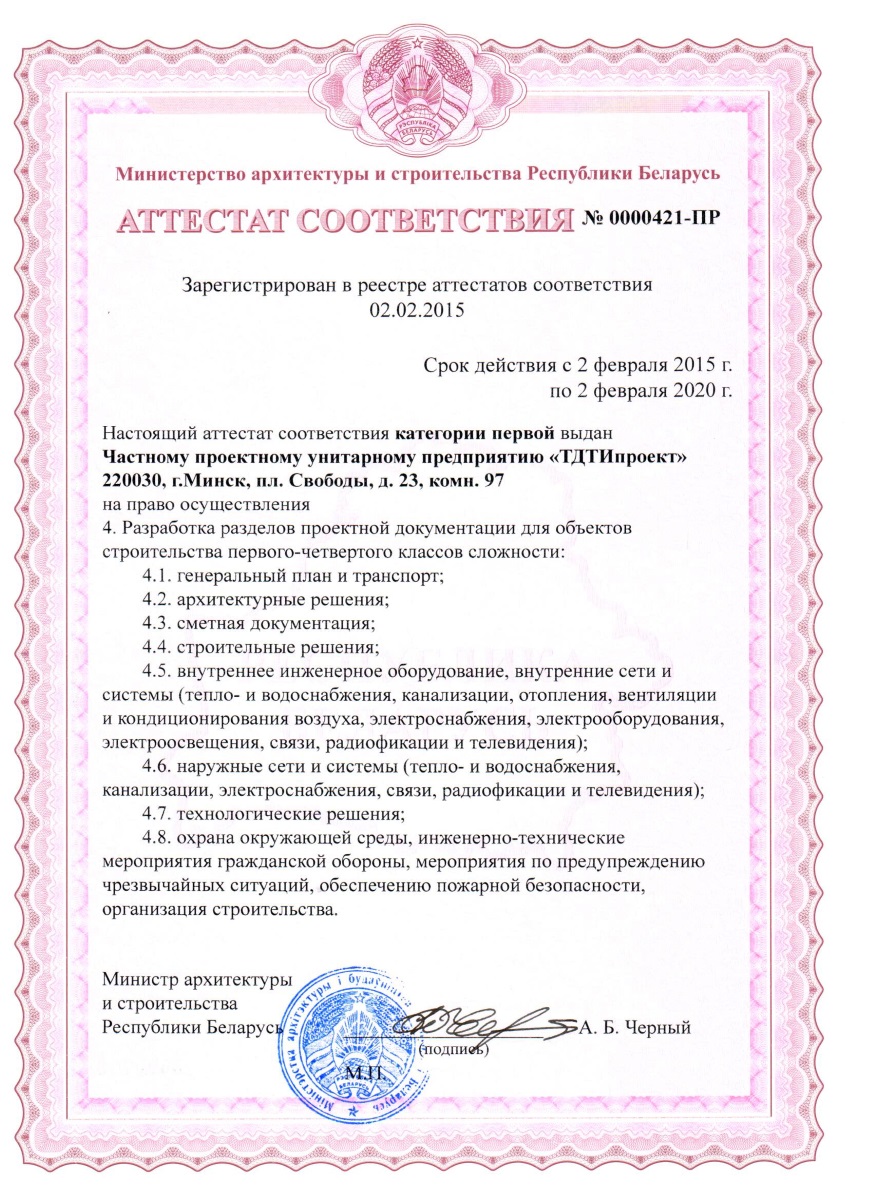 РЭСПУБЛІКА
БЕЛАРУСЬ
Министерство архитектуры и строительства Республики Беларусь
АТТЕСТАТ СООТВЕТСТВИЯ № 0000421-ПР
Зарегистрирован в реестре аттестатов соответствия
02.02.2015
Срок действия с 2 февраля 2015 г.
по 2 февраля 2020 г.
Настоящий аттестат соответствия категории первой выдан
Частному проектному унитарному предприятию «ТДТИпроект»
220030, г.Минск, пл. Свободы, д. 23, комн. 97
на право осуществления
4. Разработка разделов проектной документации для объектов
строительства первого-четвертого классов сложности:
4.1. генеральный план и транспорт;
4.2. архитектурные решения;
4.3. сметная документация;
4.4. строительные решения;
4.5. внутреннее инженерное оборудование, внутренние сети и
системы (тепло- и водоснабжения, канализации, отопления, вентиляции
и кондиционирования воздуха, электроснабжения, электрооборудования,
электроосвещения, связи, радиофикации и телевидения);
4.6. наружные сети и системы (тепло- и водоснабжения,
канализации, электроснабжения, связи, радиофикации и телевидения);
4.7. технологические решения;
4.8. охрана окружающей среды, инженерно-технические
мероприятия гражданской обороны, мероприятия по предупреждению
чрезвычайных ситуаций, обеспечению пожарной безопасности,
организация строительства.
Министр архитектуры
и строительства
Республики Беларусь
А. Б. Черный
(подпись)
М.П.
Міністэрства архітэктуры і Беларусь